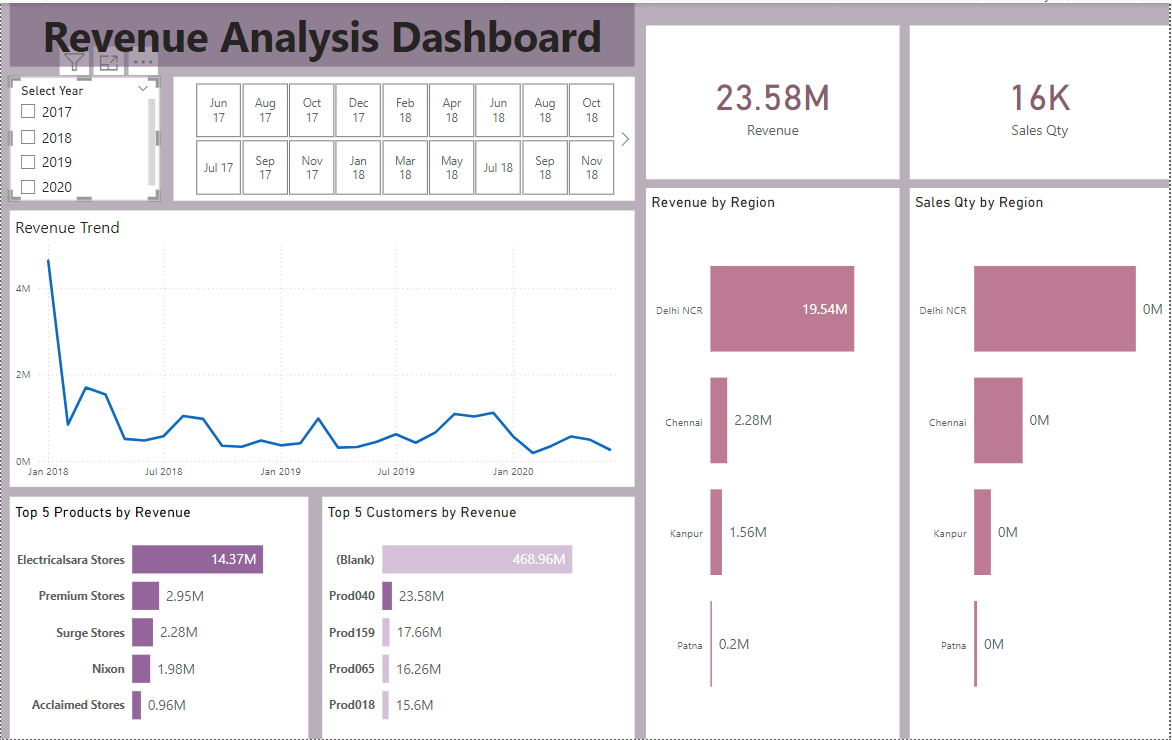 Revenue Analysis Dashboard
Select Year
2017
2018
2019
2020
Jun
17
Aug
17
Oct
17
Dec
17
Feb
18
Apr
18
Jun
18
Aug
18
Oct
18
Jul 17
Sep
17
Nov
17
Jan
18
Mar
18
May
18
Jul 18
Sep
18
Nov
18
23.58M
Revenue
16K
Sales Qty
Revenue Trend
4M
2M
0M
Jan 2018
Jul 2018
Jan 2019
Jul 2019
Jan 2020
Top 5 Products by Revenue
Electricalsara Stores 14.37M
Premium Stores 2.95M
Surge Stores 2.28M
Nixon 1.98M
Acclaimed Stores 0.96M
Top 5 Customers by Revenue
(Blank) 468.96M
Prod040 23.58M
Prod159 17.66M
Prod065 16.26M
Prod018 15.6M
Revenue by Region
Delhi NCR 19.54M
Chennai 2.28M
Kanpur 1.56M
Patna 0.2M
Sales Qty by Region
Delhi NCR 0M
Chennai 0M
Kanpur 0M
Patna 0M